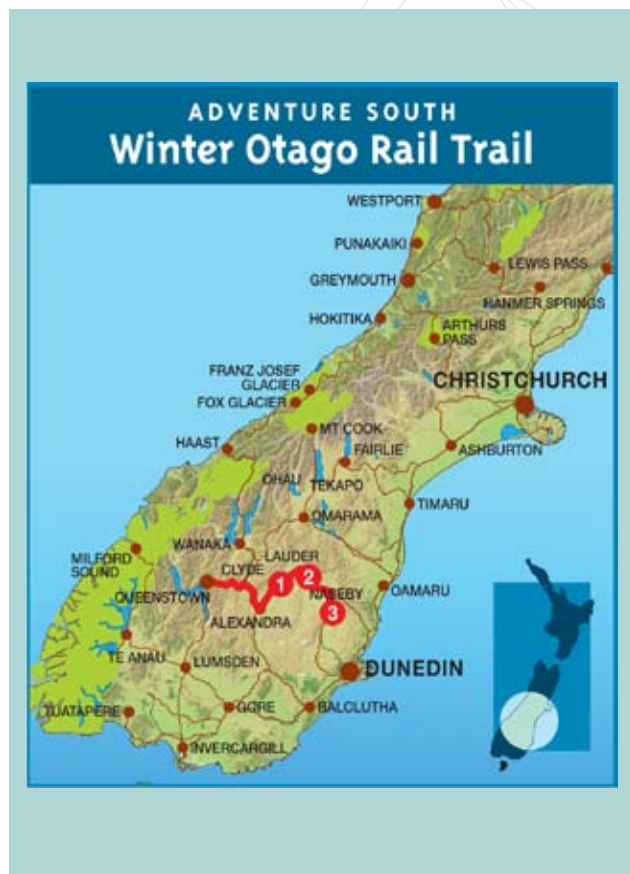 ADVENTURE SOUTH
Winter Otago Rail Trail
WESTPORT
PUNAKAIKI
LEWIS PASS
GREYMOUTH
HANMER SPRINGS
HOKITIKA
ARTHURS
PASS
FRANZ JOSEF
GLACIER
CHRISTCHURCH
FOX GLACIER
MT COOK
HAAST
FAIRLIE
ASHBURTON
OHAU
TEKAPO
TIMARU
OMARAMA
WANAKA
LAUDER
MILFORD
SOUND
CLYDE
1
2
OAMARU
QUEENSTOWN
NASEBY
3
ALEXANDRA
TE ANAU
LUMSDEN
DUNEDIN
TUATAPERE
GORE
BALCLUTHA
INVERCARGILL